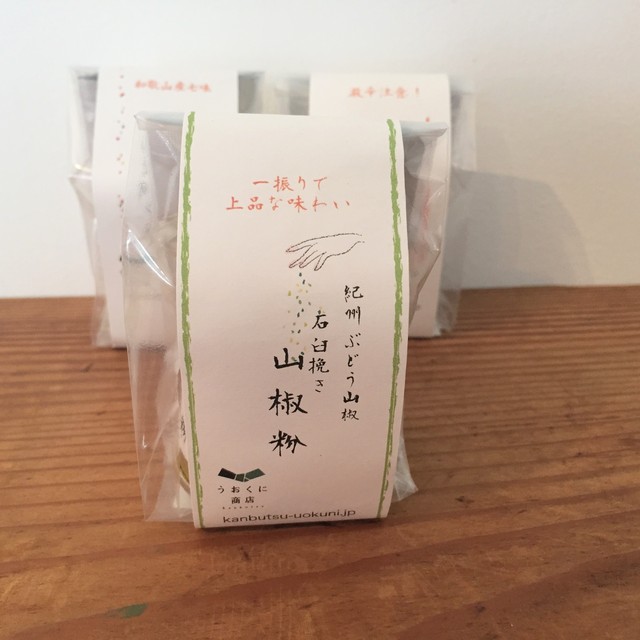 和歌山産七味
激辛注意！
一振りで
上品な味わい
紀州ぶどう山椒
石臼挽き
山椒粉
うおくに
商店
kanbutsu-uokuni.jp